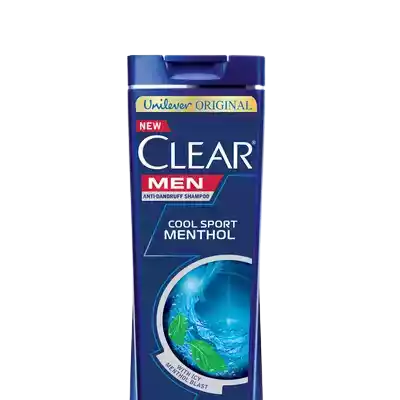 Unilever ORIGINAL
NEW
CLEAR
MEN
ANTI-DANDRUFF SHAMPOO
COOL SPORT
MENTHOL
WITH ICY
MENTHOL BLAST